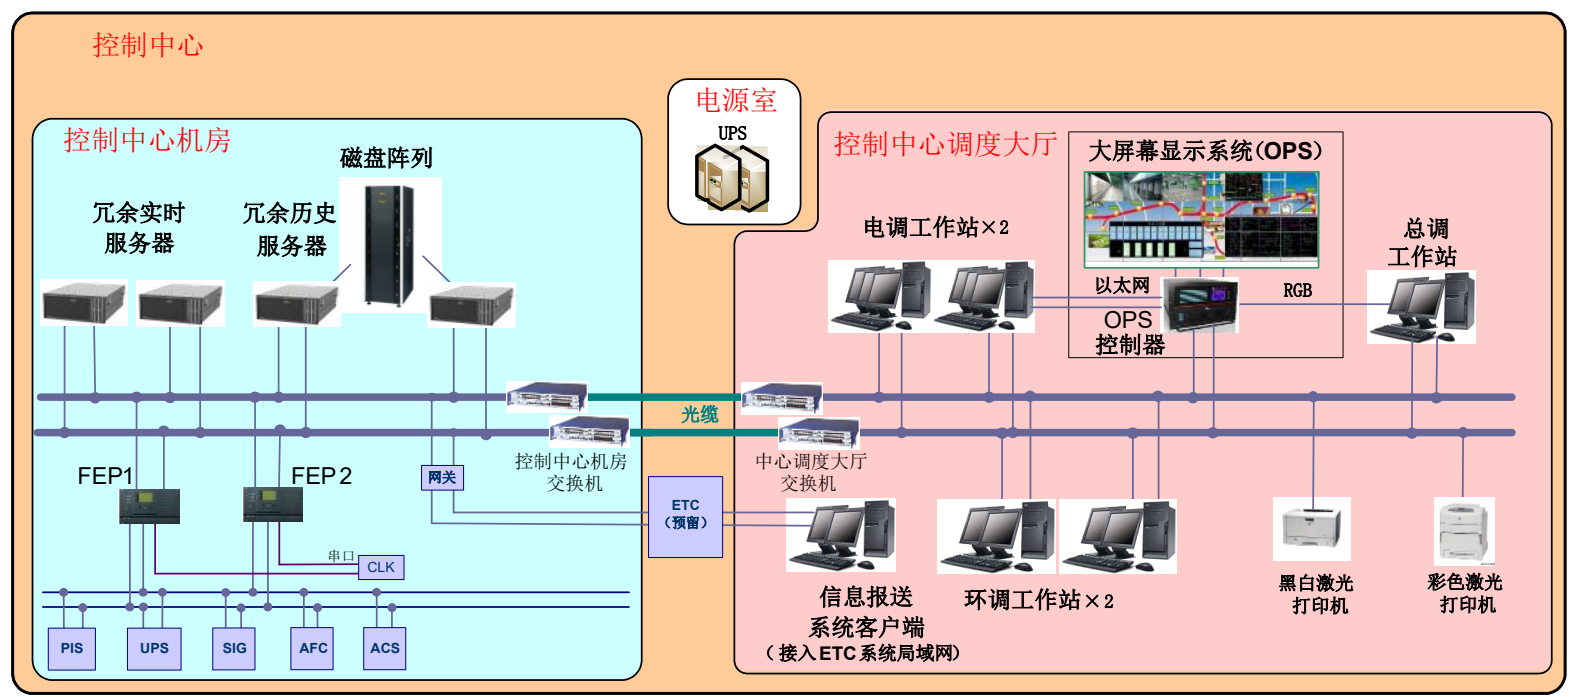 控制中心
电源室
UPS
控制中心机房
磁盘阵列
冗余实时
服务器
冗余历史
服务器
控制中心调度大厅
大屏幕显示系统(OPS)
电调工作站×2
总调
工作站
以太网
RGB
OPS
控制器
光缆
控制中心机房
交换机
中心调度大厅
交换机
FEP1
FEP2
网关
ETC
（预留）
串口
CLK
PIS
UPS
SIG
AFC
ACS
信息报送
系统客户端
（接入ETC系统局域网）
环调工作站×2
黑白激光
打印机
彩色激光
打印机